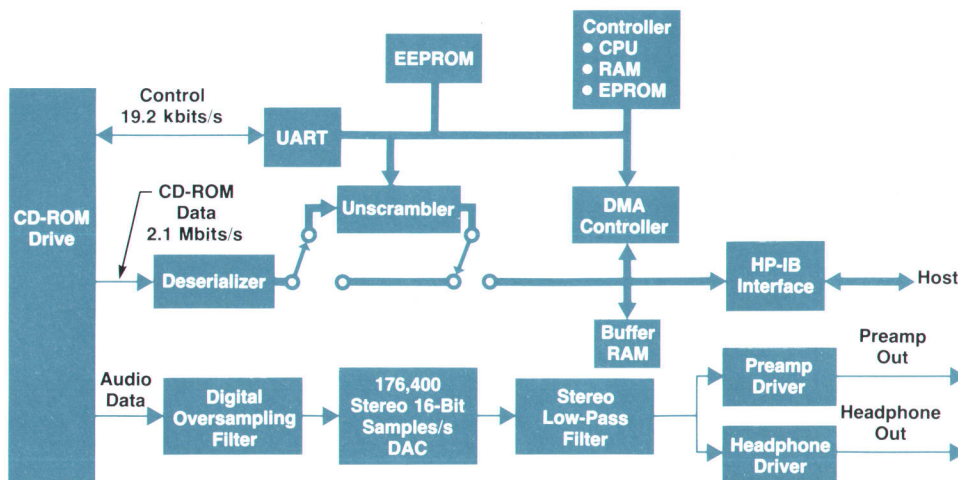 EEPROM
Controller
● CPU
● RAM
● EPROM
Control
19.2 kbits/s
UART
CD-ROM
Drive
CD-ROM
Data
2.1 Mbits/s
Deserializer
Unscrambler
DMA
Controller
HP-IB
Interface
Host
Buffer
RAM
Audio
Data
Digital
Oversampling
Filter
176,400
Stereo 16-Bit
Samples/s
DAC
Stereo
Low-Pass
Filter
Preamp
Driver
Preamp
Out
Headphone
Driver
Headphone
Out